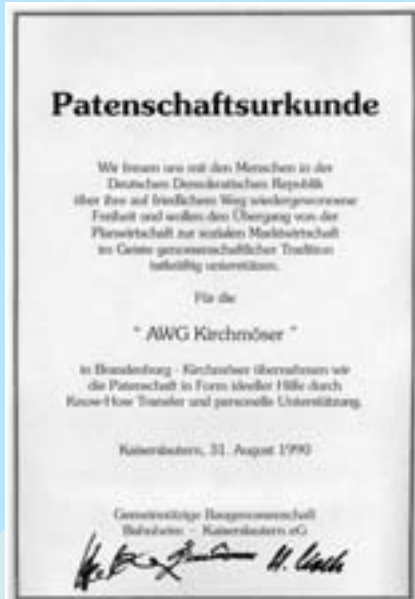 Patenschaftsurkunde
Wir freuen uns mit den Menschen in der
Deutschen Demokratischen Republik
über ihre auf friedlichem Weg wiedergewonnene
Freiheit und wollen den Übergang von der
Planwirtschaft zur sozialen Marktwirtschaft
im Geiste genossenschaftlicher Tradition
tatkräftig unterstützen.
Für die
" AWG Kirchmöser "
in Brandenburg - Kirchmöser übernehmen wir
die Patenschaft in Form ideeller Hilfe durch
Know-How Transfer und personelle Unterstützung.
Kaiserslautern, 31. August 1990
Gemeinnützige Baugenossenschaft
Bahnheim - Kaiserslautern eG